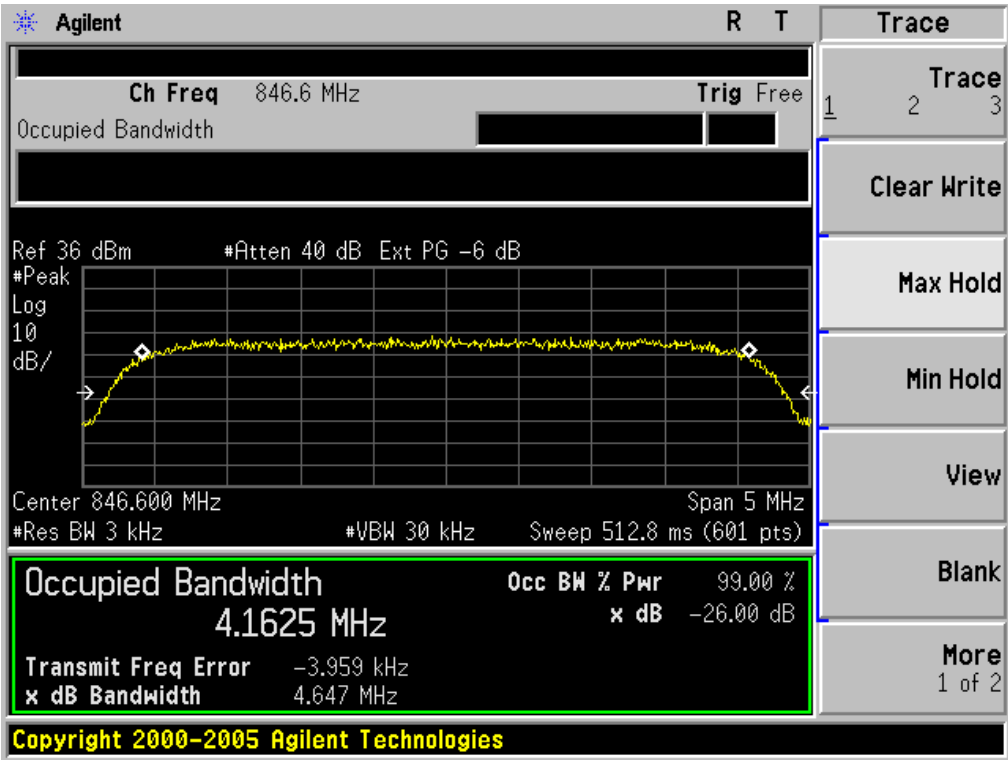 Agilent R T Trace
Ch Freq 846.6 MHz Trig Free
Occupied Bandwidth
Trace
1 2 3
Clear Write
Max Hold
Min Hold
View
Blank
More
1 of 2
Ref 36 dBm #Atten 40 dB Ext PG -6 dB
#Peak
Log
10
dB/
Center 846.600 MHz Span 5 MHz
#Res BW 3 kHz #VBW 30 kHz Sweep 512.8 ms (601 pts)
Occupied Bandwidth Occ BW % Pwr 99.00 %
4.1625 MHz x dB -26.00 dB
Transmit Freq Error -3.959 kHz
x dB Bandwidth 4.647 MHz
Copyright 2000-2005 Agilent Technologies